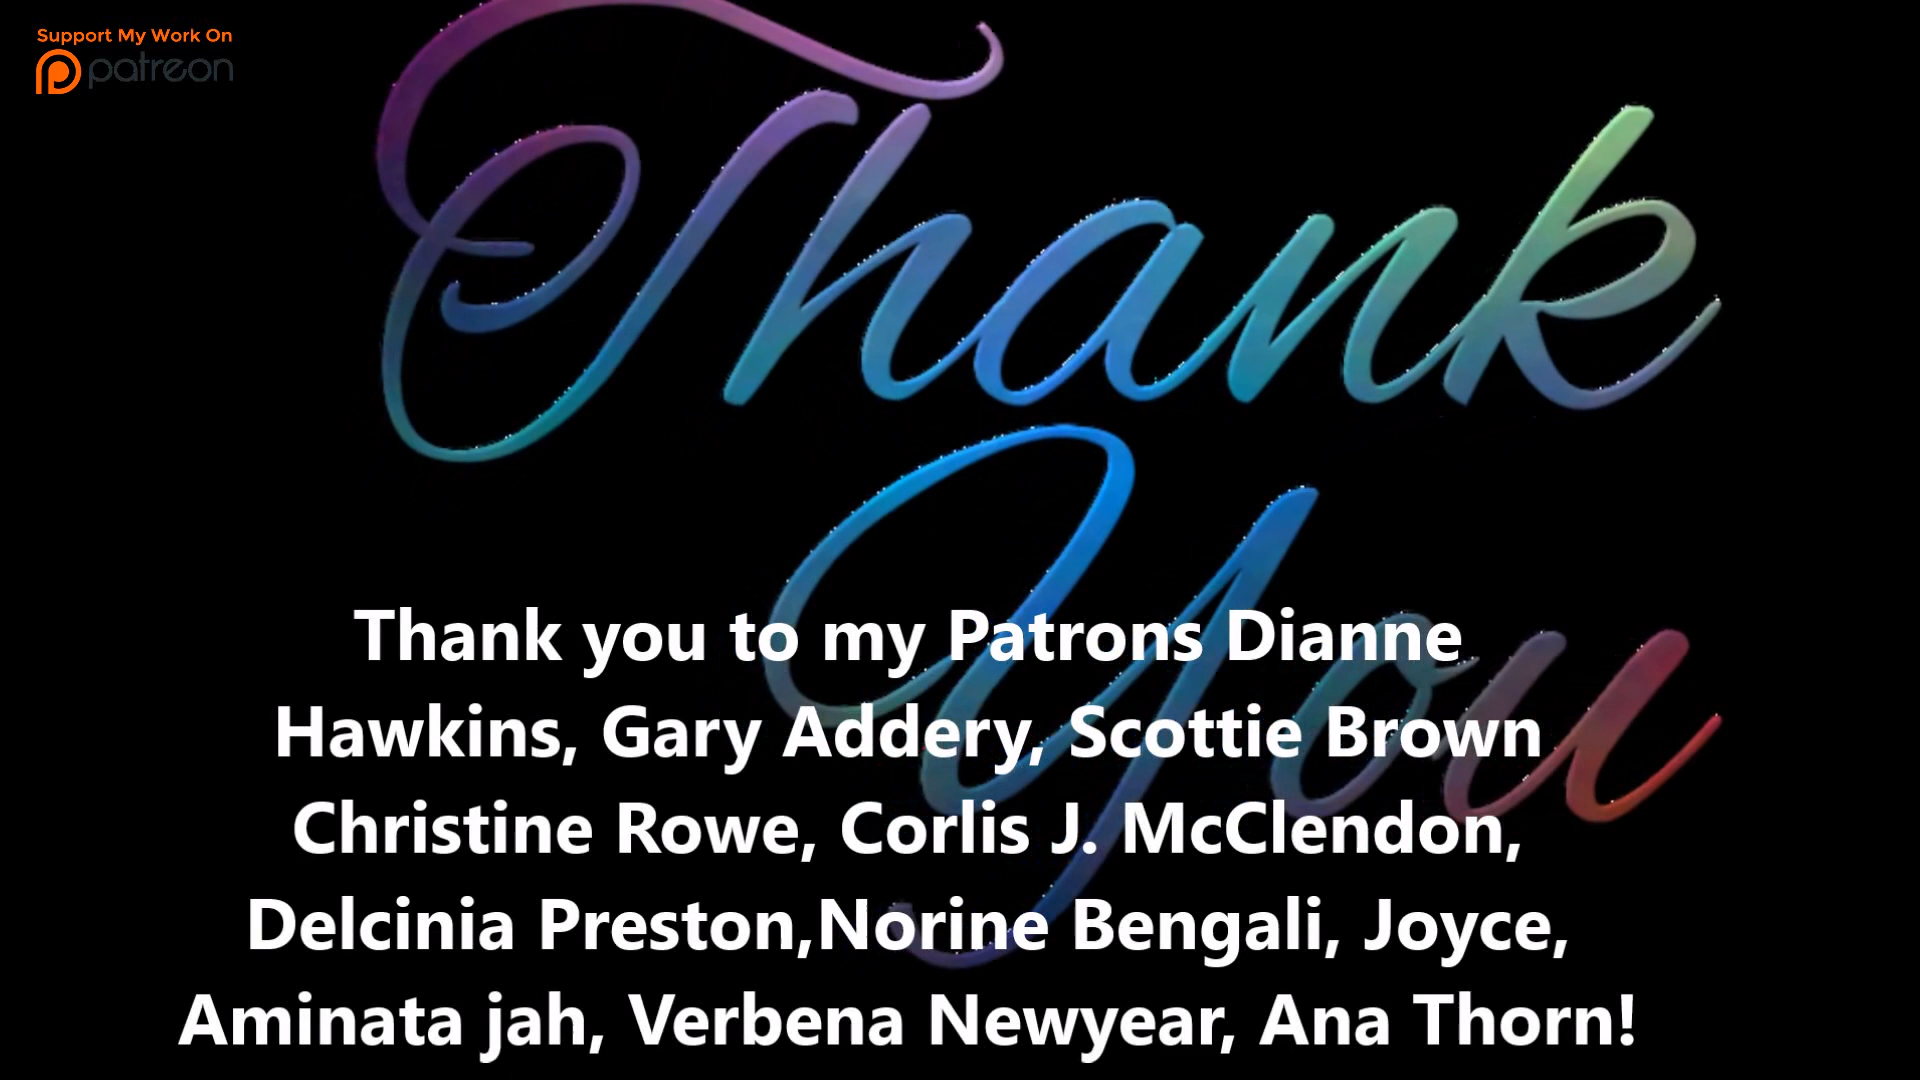 Support My Work On
patreon
Thank
You
Thank you to my Patrons Dianne
Hawkins, Gary Addery, Scottie Brown
Christine Rowe, Corlis J. McClendon,
Delcinia Preston,Norine Bengali, Joyce,
Aminata jah, Verbena Newyear, Ana Thorn!